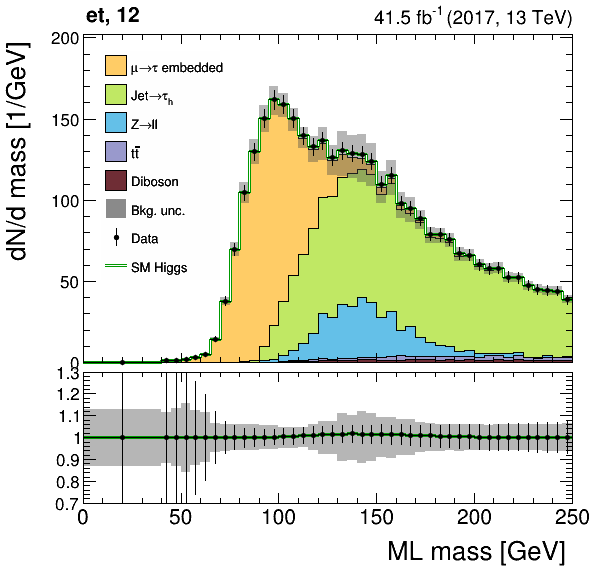 et, 12
41.5 fb⁻¹ (2017, 13 TeV)
dN/d mass [1/GeV]
200
150
100
50
0
μ→τ embedded
Jet→τₕ
Z→ll
tt̄
Diboson
Bkg. unc.
Data
SM Higgs
1.3
1.2
1.1
1
0.9
0.8
0.7
0 50 100 150 200 250
ML mass [GeV]